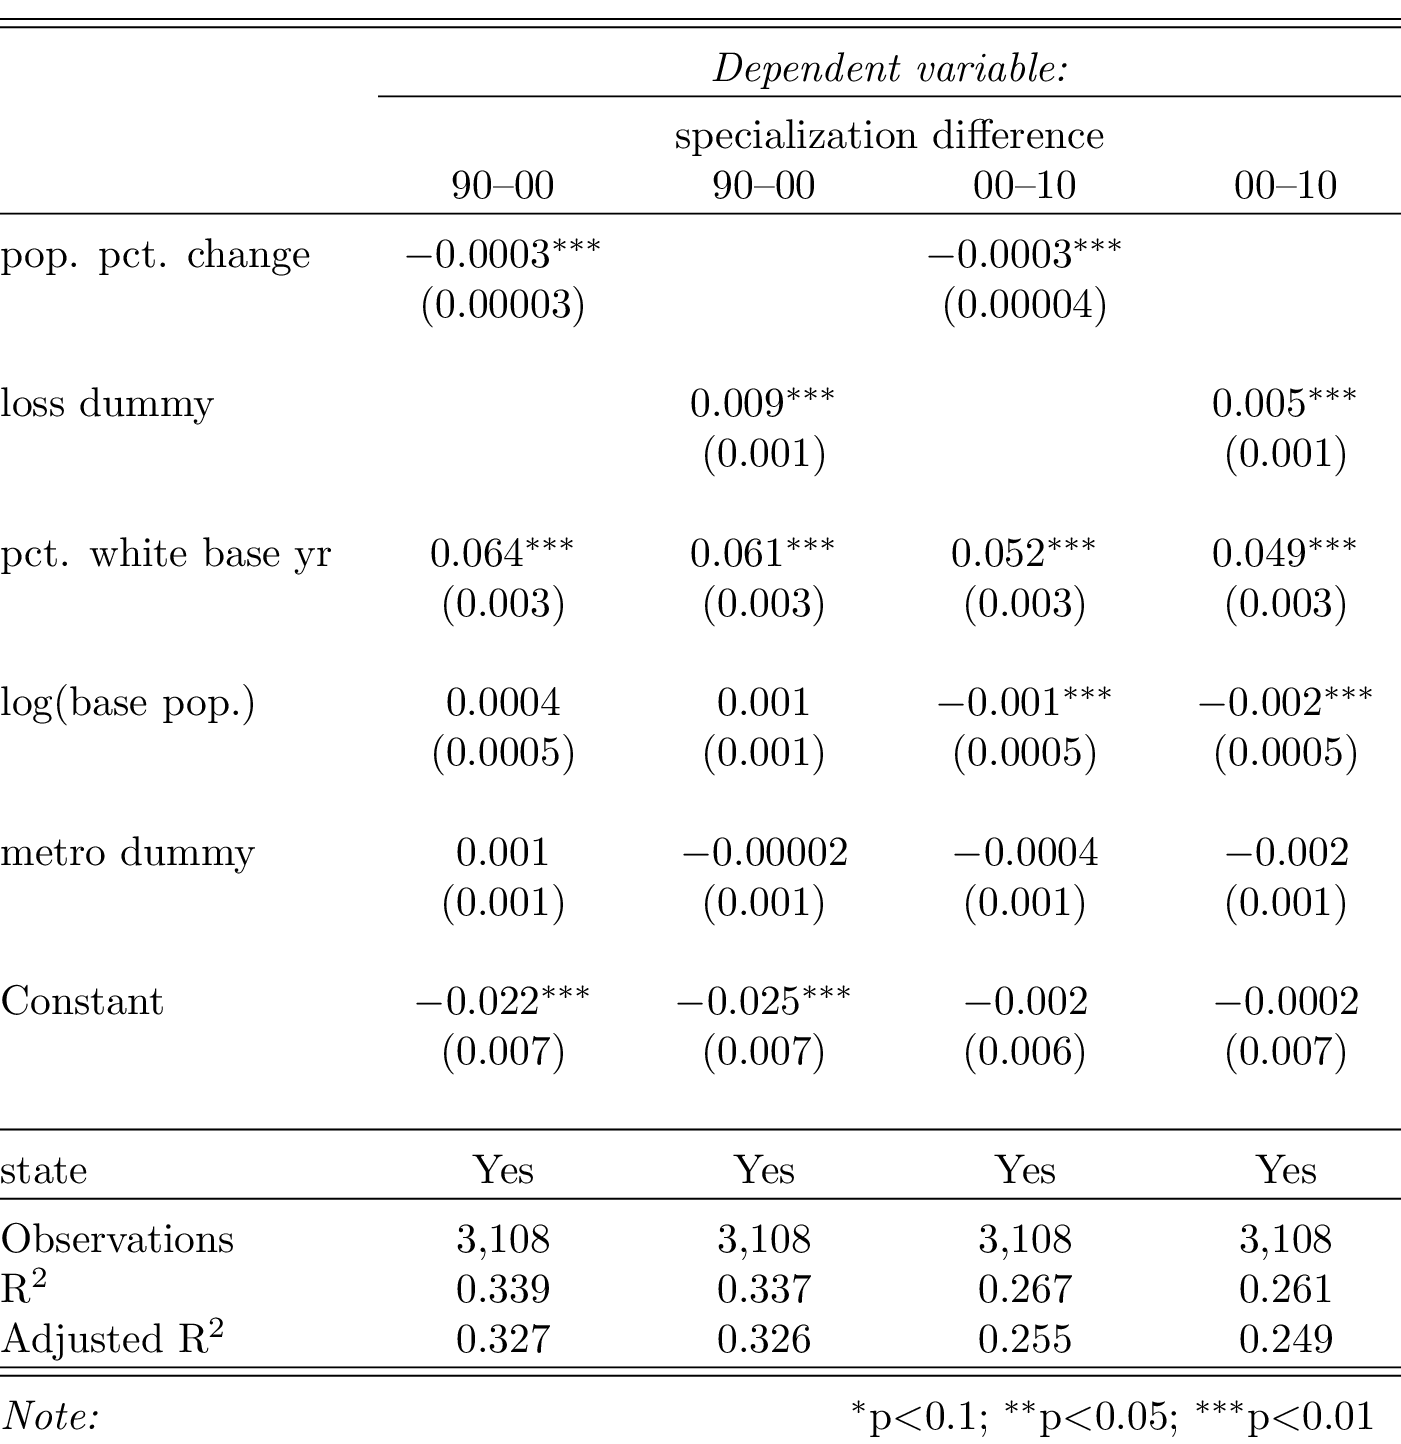 Dependent variable:
specialization difference
90–00 90–00 00–10 00–10
pop. pct. change −0.0003*** −0.0003***
(0.00003) (0.00004)
loss dummy 0.009*** 0.005***
(0.001) (0.001)
pct. white base yr 0.064*** 0.061*** 0.052*** 0.049***
(0.003) (0.003) (0.003) (0.003)
log(base pop.) 0.0004 0.001 −0.001*** −0.002***
(0.0005) (0.001) (0.0005) (0.0005)
metro dummy 0.001 −0.00002 −0.0004 −0.002
(0.001) (0.001) (0.001) (0.001)
Constant −0.022*** −0.025*** −0.002 −0.0002
(0.007) (0.007) (0.006) (0.007)
state Yes Yes Yes Yes
Observations 3,108 3,108 3,108 3,108
R² 0.339 0.337 0.267 0.261
Adjusted R² 0.327 0.326 0.255 0.249
Note: *p<0.1; **p<0.05; ***p<0.01